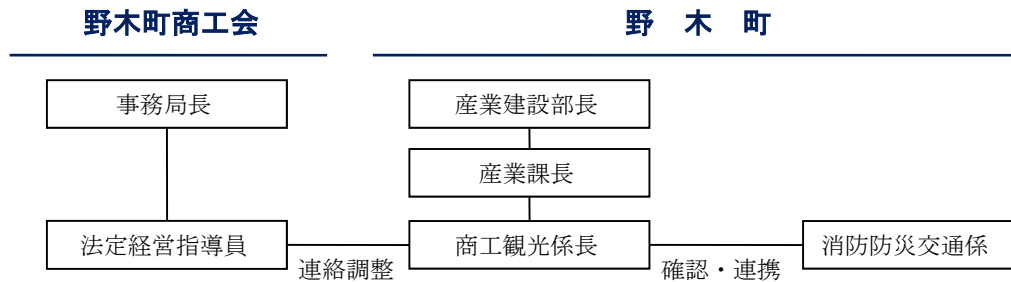 野木町商工会
野 木 町
事務局長
産業建設部長
産業課長
法定経営指導員
商工観光係長
消防防災交通係
連絡調整
確認・連携